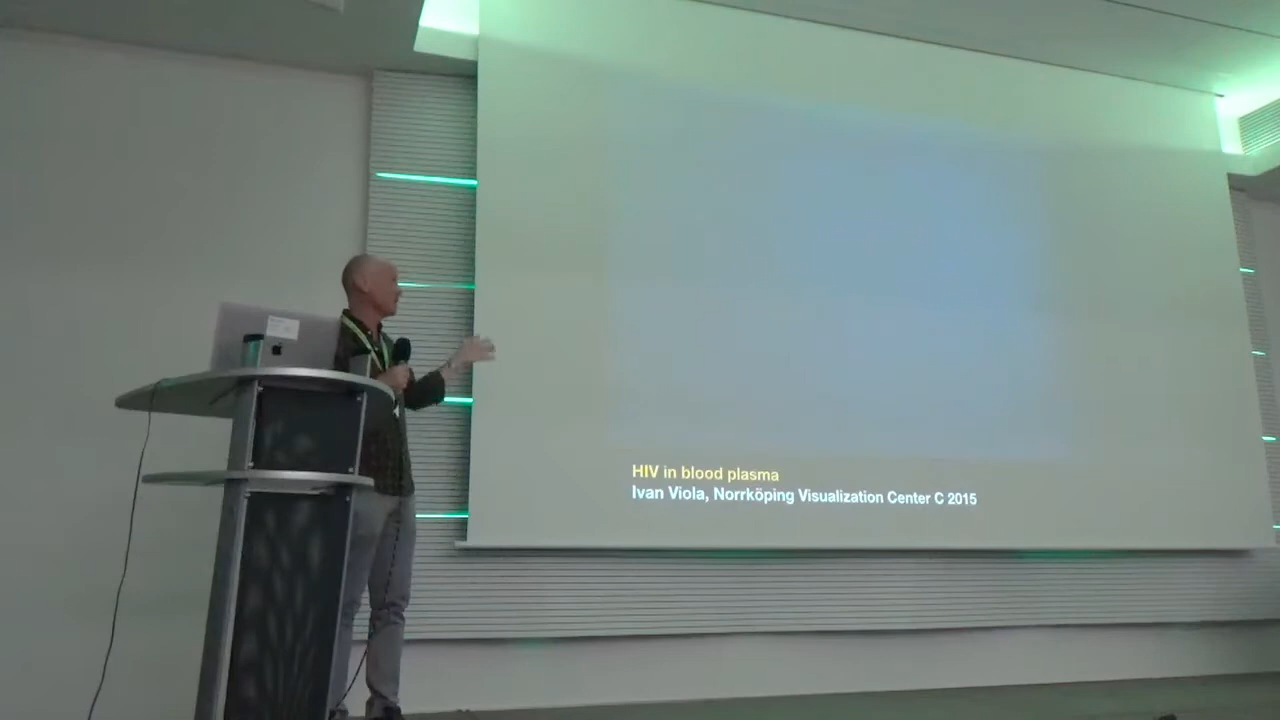 HIV in blood plasma
Ivan Viola, Norrköping Visualization Center C 2015